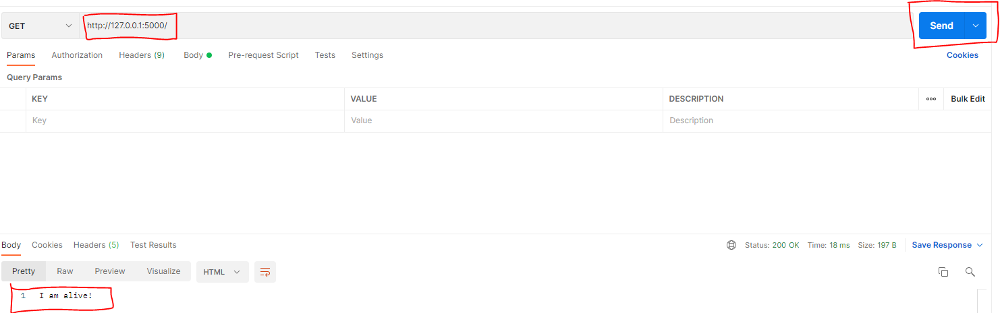 GET http://127.0.0.1:5000/ Send
Params Authorization Headers (9) Body Pre-request Script Tests Settings Cookies
Query Params
KEY VALUE DESCRIPTION Bulk Edit
Key Value Description
Body Cookies Headers (5) Test Results Status: 200 OK Time: 18 ms Size: 197 B Save Response
Pretty Raw Preview Visualize HTML
1 I am alive!